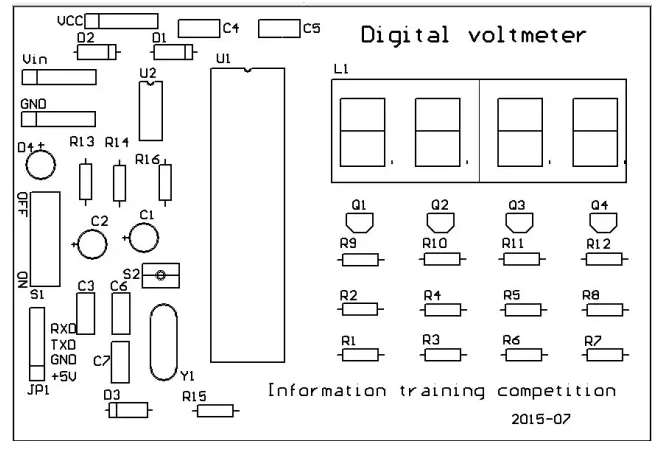 VCC
C4
C5
D2
D1
Digital voltmeter
Vin
U2
U1
L1
GND
R13
R14
D4
+
R16
OFF
Q1
Q2
Q3
Q4
C2
C1
+
+
R9
R10
R11
R12
ON
S2
S1
C3
C6
R2
R4
R5
R8
RXD
TXD
GND
+5V
C7
R1
R3
R6
R7
JP1
Y1
D3
R15
Information training competition
2015-07